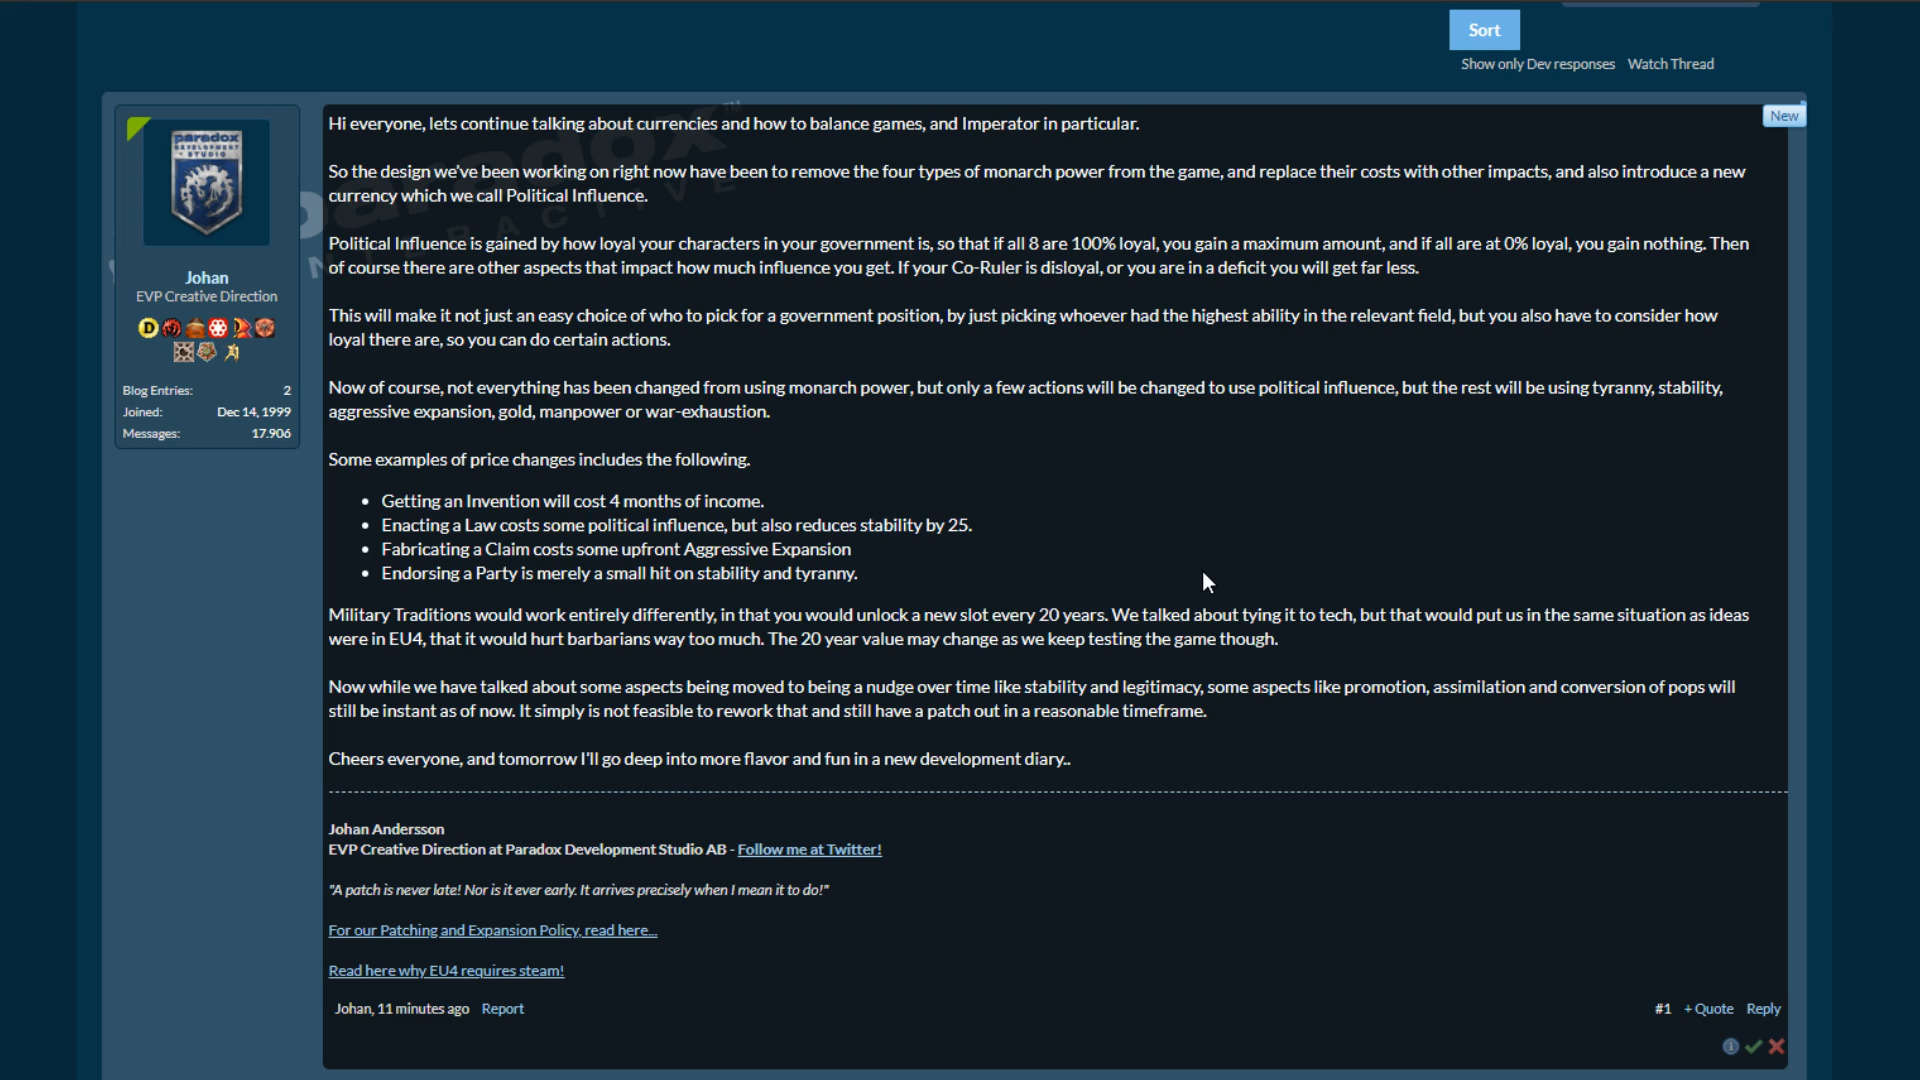 Sort
Show only Dev responses Watch Thread
New
paradox
DEVELOPMENT
STUDIO
Johan
EVP Creative Direction
Blog Entries: 2
Joined: Dec 14, 1999
Messages: 17.906
Hi everyone, lets continue talking about currencies and how to balance games, and Imperator in particular.
So the design we've been working on right now have been to remove the four types of monarch power from the game, and replace their costs with other impacts, and also introduce a new
currency which we call Political Influence.
Political Influence is gained by how loyal your characters in your government is, so that if all 8 are 100% loyal, you gain a maximum amount, and if all are at 0% loyal, you gain nothing. Then
of course there are other aspects that impact how much influence you get. If your Co-Ruler is disloyal, or you are in a deficit you will get far less.
This will make it not just an easy choice of who to pick for a government position, by just picking whoever had the highest ability in the relevant field, but you also have to consider how
loyal there are, so you can do certain actions.
Now of course, not everything has been changed from using monarch power, but only a few actions will be changed to use political influence, but the rest will be using tyranny, stability,
aggressive expansion, gold, manpower or war-exhaustion.
Some examples of price changes includes the following.
• Getting an Invention will cost 4 months of income.
• Enacting a Law costs some political influence, but also reduces stability by 25.
• Fabricating a Claim costs some upfront Aggressive Expansion
• Endorsing a Party is merely a small hit on stability and tyranny.
Military Traditions would work entirely differently, in that you would unlock a new slot every 20 years. We talked about tying it to tech, but that would put us in the same situation as ideas
were in EU4, that it would hurt barbarians way too much. The 20 year value may change as we keep testing the game though.
Now while we have talked about some aspects being moved to being a nudge over time like stability and legitimacy, some aspects like promotion, assimilation and conversion of pops will
still be instant as of now. It simply is not feasible to rework that and still have a patch out in a reasonable timeframe.
Cheers everyone, and tomorrow I'll go deep into more flavor and fun in a new development diary..
Johan Andersson
EVP Creative Direction at Paradox Development Studio AB - Follow me at Twitter!
"A patch is never late! Nor is it ever early. It arrives precisely when I mean it to do!"
For our Patching and Expansion Policy, read here...
Read here why EU4 requires steam!
Johan, 11 minutes ago Report
#1 + Quote Reply
paradox
INTERACTIVE